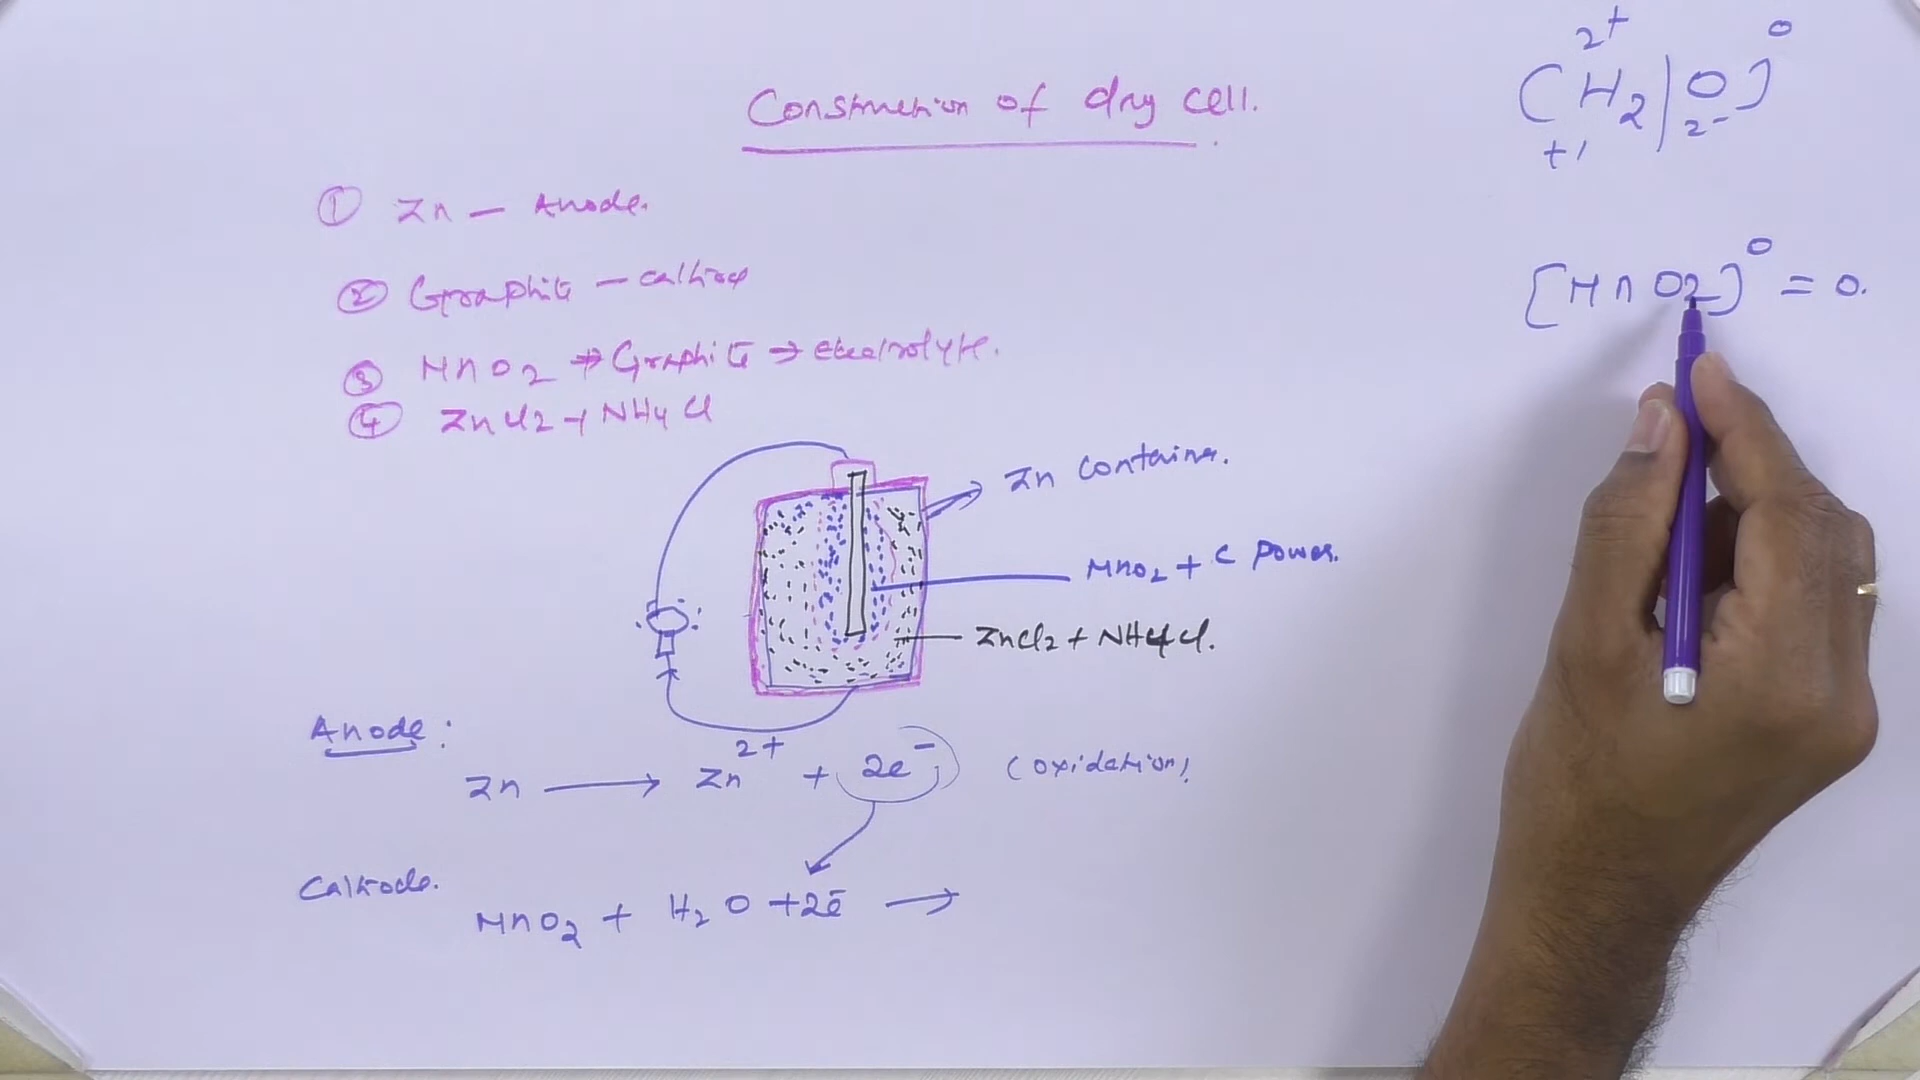 Construction of dry cell.
① Zn — Anode.
② Graphite — cathode
③ MnO2 → Graphite → electrolyte.
④ ZnCl2 + NH4Cl
Zn Container.
MnO2 + C Power.
ZnCl2 + NH4Cl.
Anode:
Zn ⟶ Zn²⁺ + 2e⁻ (oxidation)
Cathode.
MnO₂ + H₂O + 2e⁻ →
2+ 0
[H₂|O]
+1 2-
[MnO2]⁰ = 0.